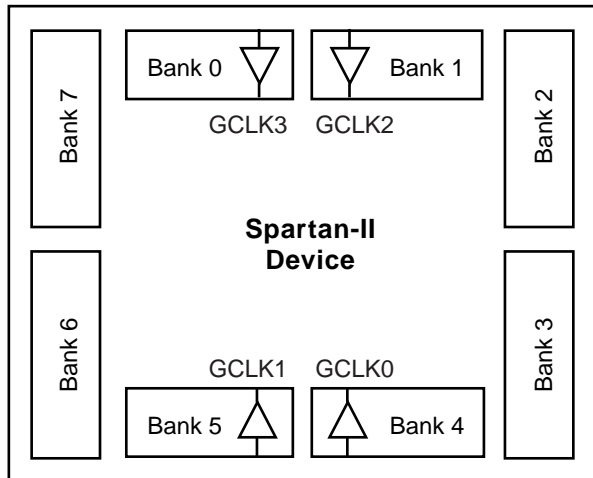 Bank 7
Bank 0
Bank 1
Bank 2
GCLK3
GCLK2
Spartan-II
Device
Bank 6
Bank 3
GCLK1
GCLK0
Bank 5
Bank 4